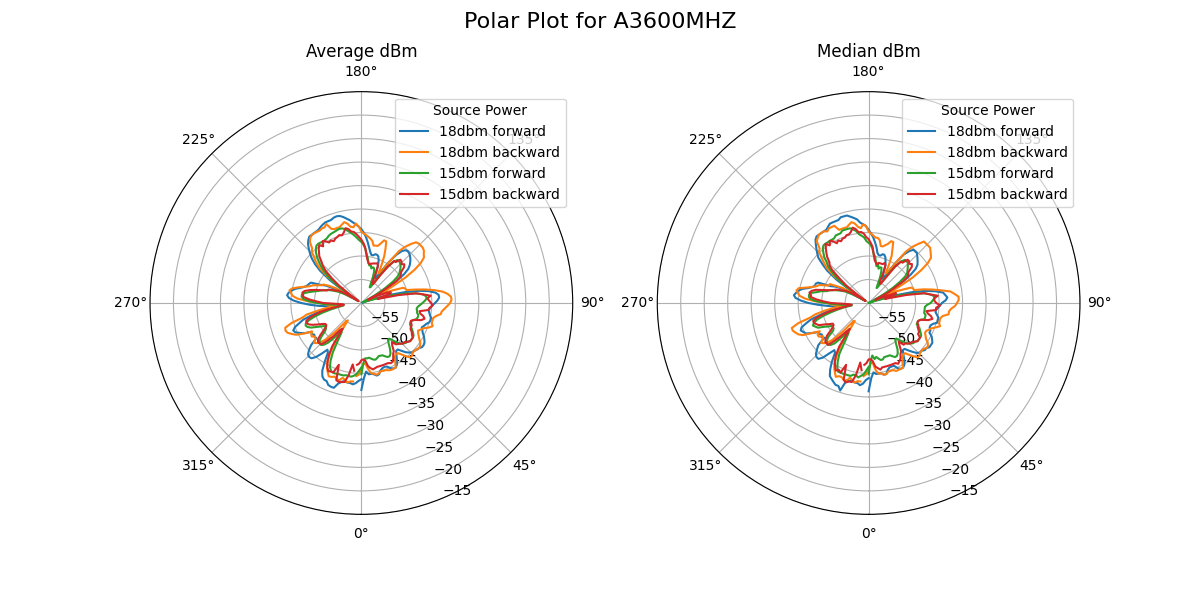 Polar Plot for A3600MHZ
Average dBm
180°
225°
135°
270°
90°
315°
45°
0°
−55
−50
−45
−40
−35
−30
−25
−20
−15
Source Power
18dbm forward
18dbm backward
15dbm forward
15dbm backward
Median dBm
180°
225°
135°
270°
90°
315°
45°
0°
−55
−50
−45
−40
−35
−30
−25
−20
−15
Source Power
18dbm forward
18dbm backward
15dbm forward
15dbm backward